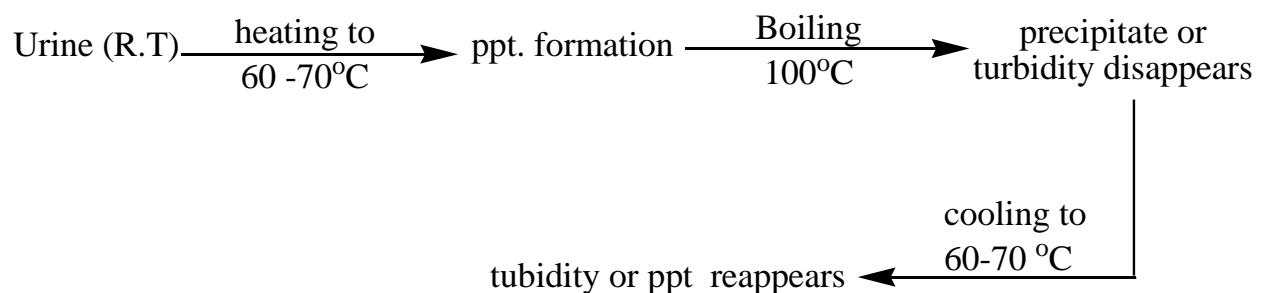 Urine (R.T) heating to 60 -70°C ppt. formation Boiling 100°C precipitate or turbidity disappears
cooling to
60-70 °C
tubidity or ppt reappears